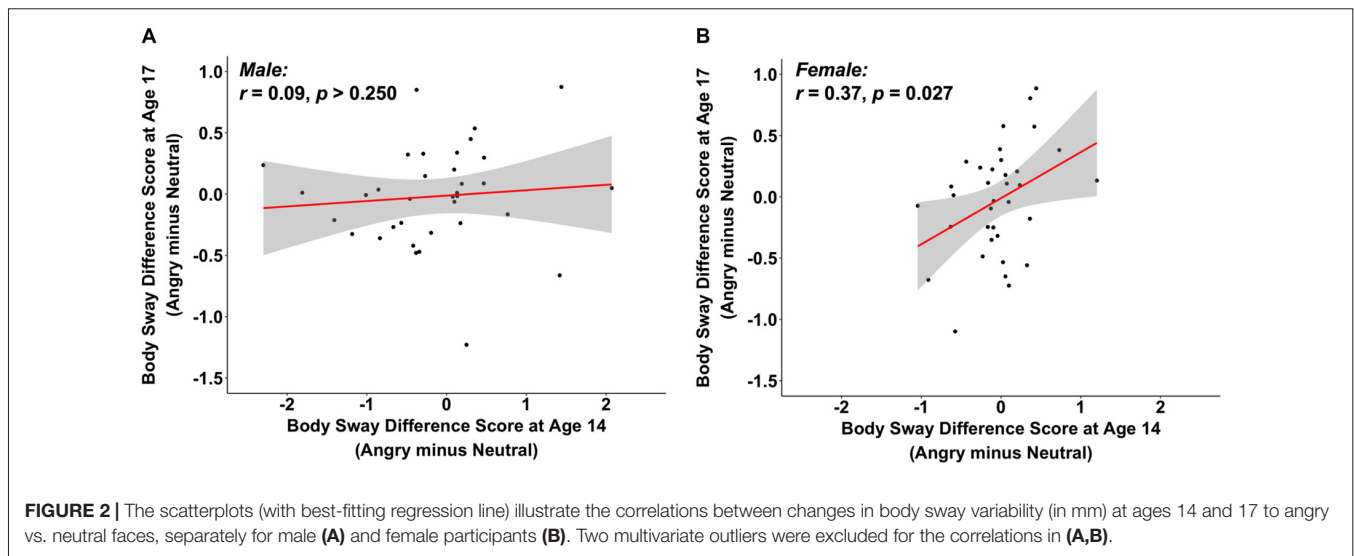 A
Male:
r = 0.09, p > 0.250
Body Sway Difference Score at Age 17
(Angry minus Neutral)
1.0
0.5
0.0
-0.5
-1.0
-1.5
-2
-1
0
1
2
Body Sway Difference Score at Age 14
(Angry minus Neutral)
B
Female:
r = 0.37, p = 0.027
Body Sway Difference Score at Age 17
(Angry minus Neutral)
1.0
0.5
0.0
-0.5
-1.0
-1.5
-2
-1
0
1
2
Body Sway Difference Score at Age 14
(Angry minus Neutral)
FIGURE 2 | The scatterplots (with best-fitting regression line) illustrate the correlations between changes in body sway variability (in mm) at ages 14 and 17 to angry
vs. neutral faces, separately for male (A) and female participants (B). Two multivariate outliers were excluded for the correlations in (A,B).